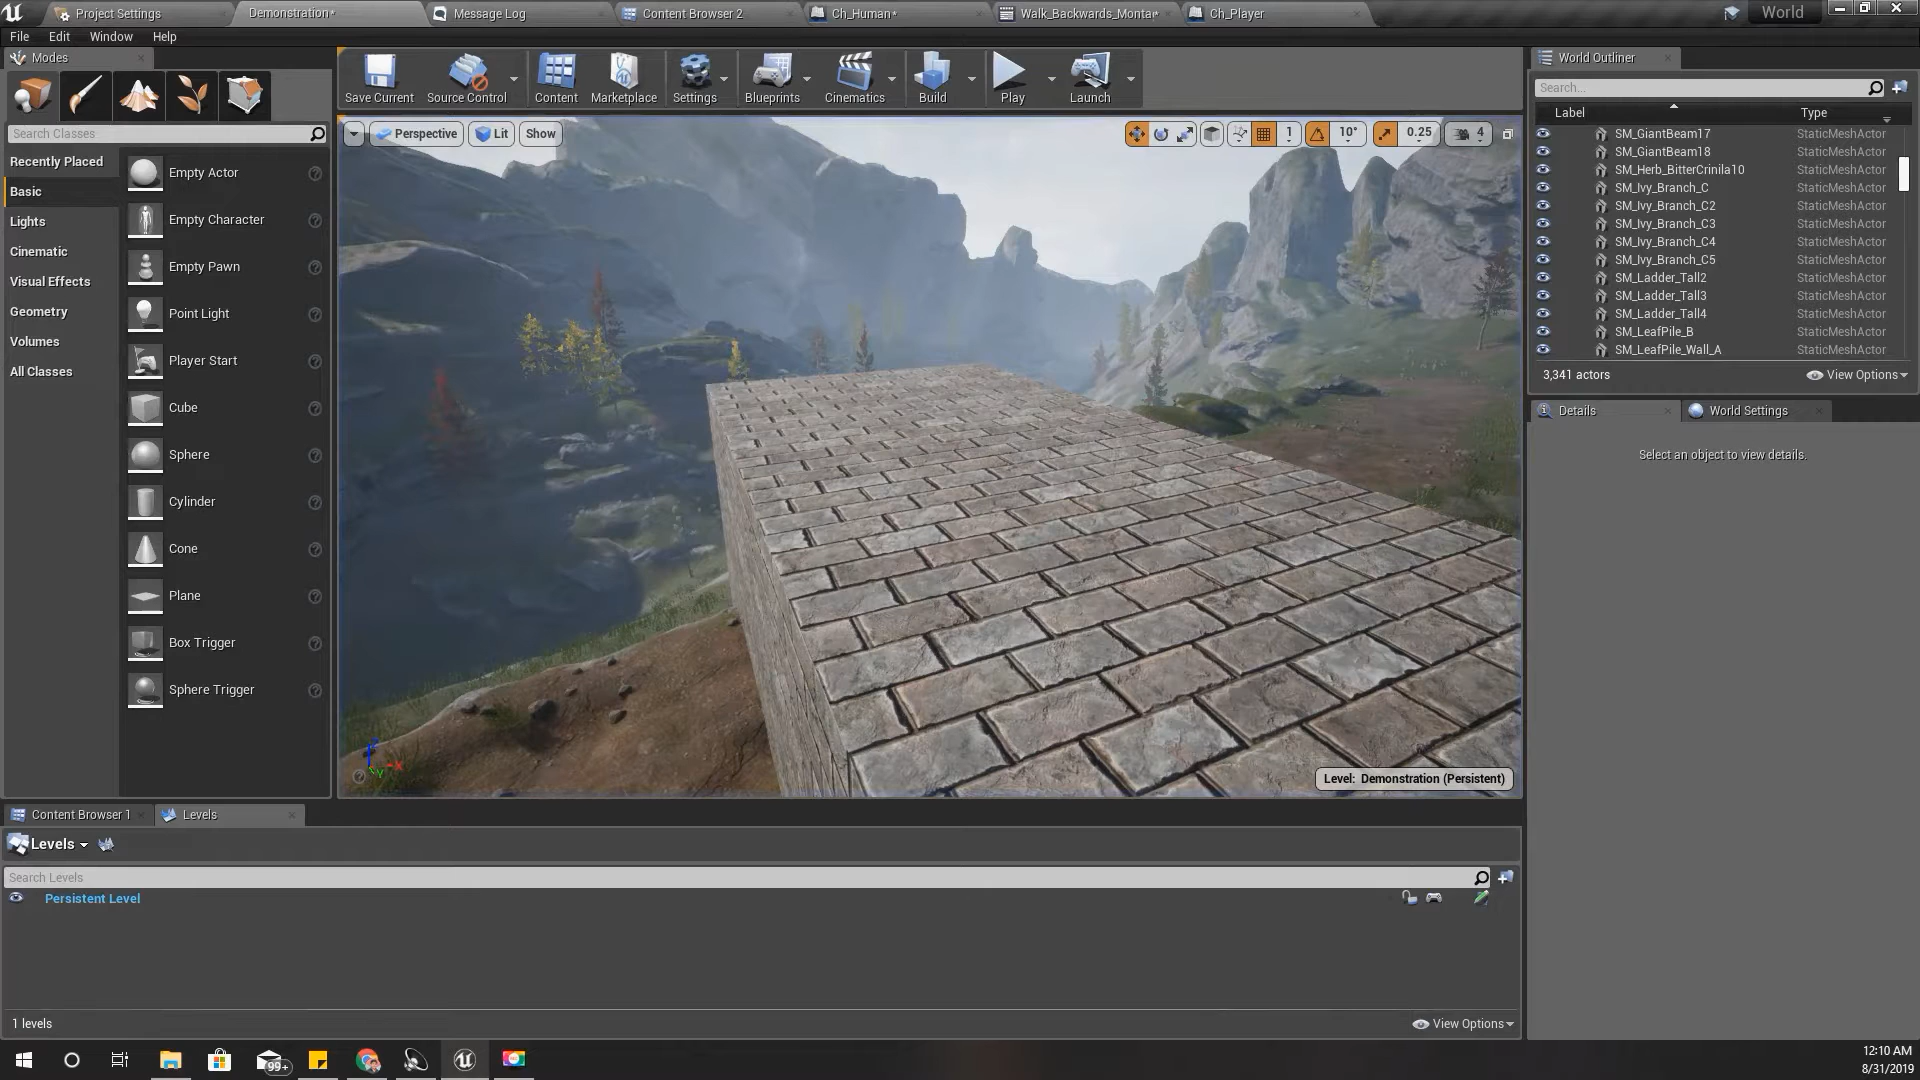 Project Settings
Demonstration*
Message Log
Content Browser 2
Ch_Human*
Walk_Backwards_Montag*
Ch_Player
World
File Edit Window Help
Modes
Save Current
Source Control
Content
Marketplace
Settings
Blueprints
Cinematics
Build
Play
Launch
World Outliner
Search...
Label Type
Search Classes
Perspective Lit Show
1 10° 0.25 4
Recently Placed
Basic
Lights
Cinematic
Visual Effects
Geometry
Volumes
All Classes
Empty Actor
Empty Character
Empty Pawn
Point Light
Player Start
Cube
Sphere
Cylinder
Cone
Plane
Box Trigger
Sphere Trigger
SM_GiantBeam17 StaticMeshActor
SM_GiantBeam18 StaticMeshActor
SM_Herb_BitterCrinila10 StaticMeshActor
SM_Ivy_Branch_C StaticMeshActor
SM_Ivy_Branch_C2 StaticMeshActor
SM_Ivy_Branch_C3 StaticMeshActor
SM_Ivy_Branch_C4 StaticMeshActor
SM_Ivy_Branch_C5 StaticMeshActor
SM_Ladder_Tall2 StaticMeshActor
SM_Ladder_Tall3 StaticMeshActor
SM_Ladder_Tall4 StaticMeshActor
SM_LeafPile_B StaticMeshActor
SM_LeafPile_Wall_A StaticMeshActor
3,341 actors
View Options
Details
World Settings
Select an object to view details.
X
Y
Level: Demonstration (Persistent)
Content Browser 1
Levels
Levels
Search Levels
Persistent Level
1 levels
View Options
99+
12:10 AM
8/31/2019